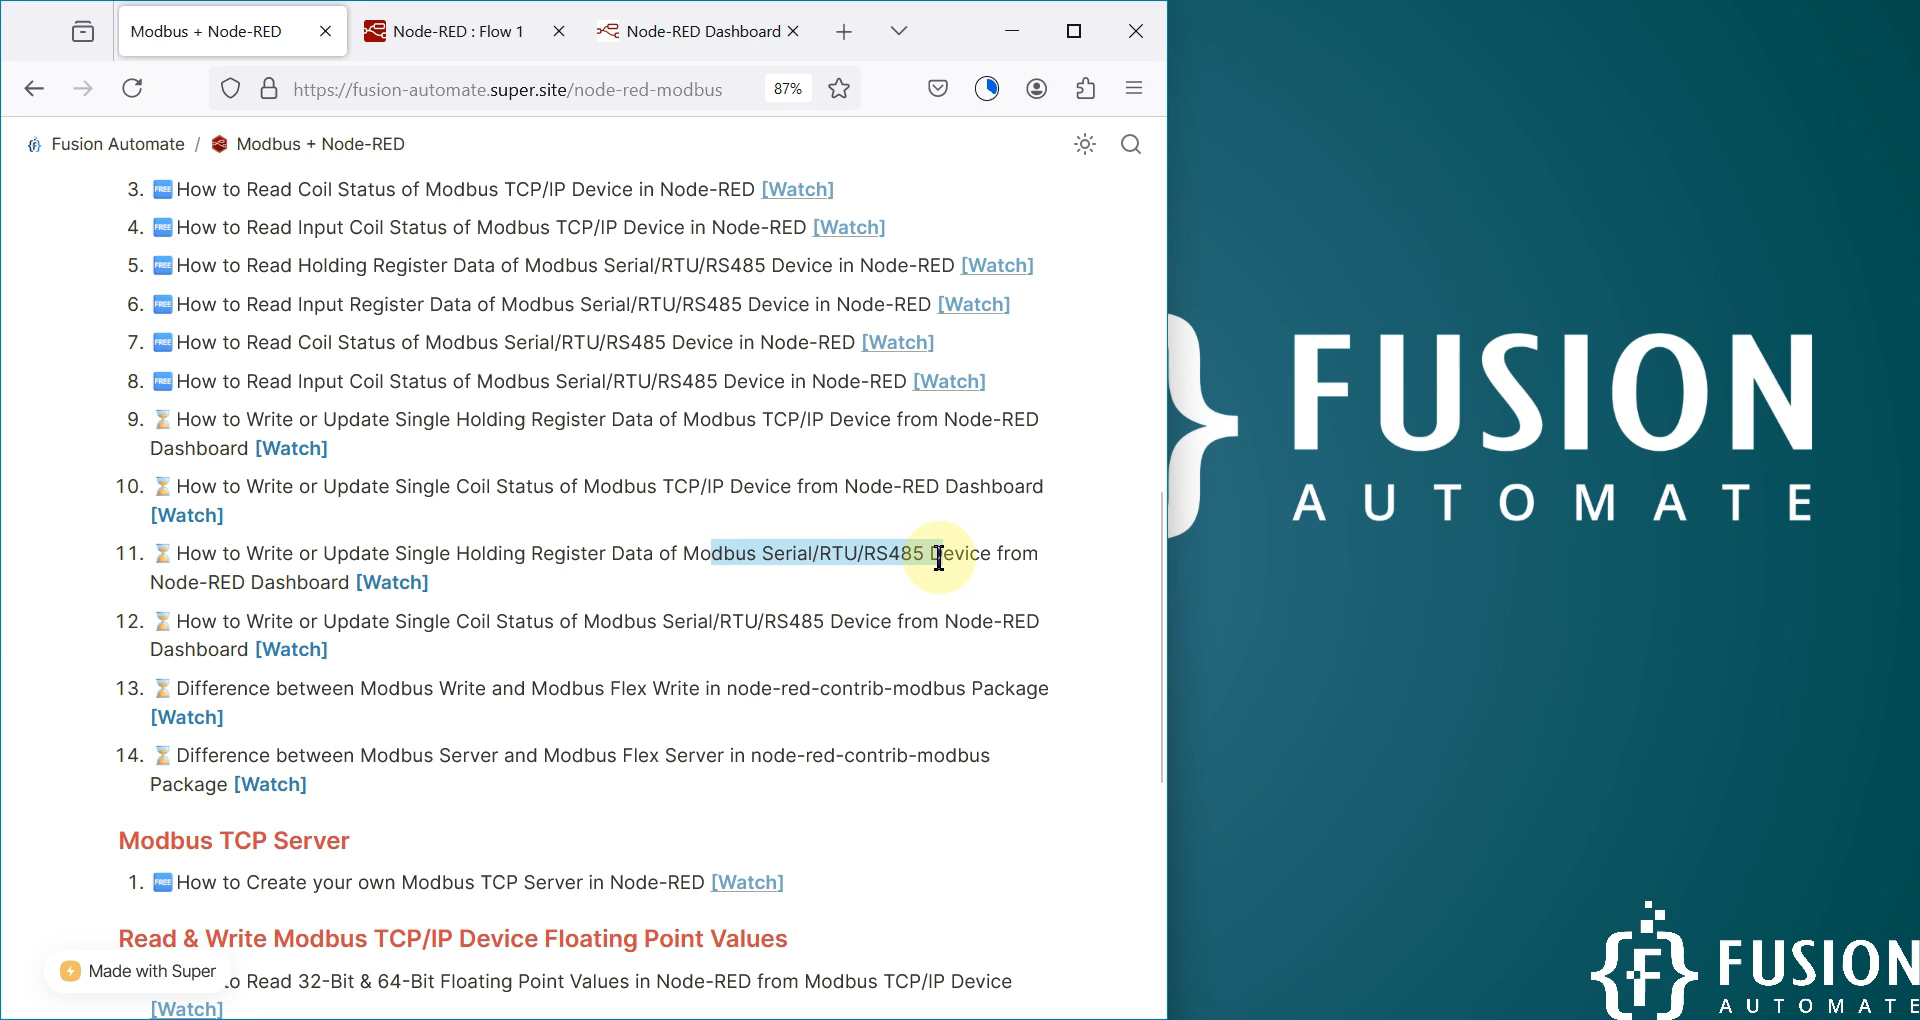 Modbus + Node-RED
Node-RED : Flow 1
Node-RED Dashboard
https://fusion-automate.super.site/node-red-modbus
87%
Fusion Automate / Modbus + Node-RED
3. FREE How to Read Coil Status of Modbus TCP/IP Device in Node-RED [Watch]
4. FREE How to Read Input Coil Status of Modbus TCP/IP Device in Node-RED [Watch]
5. FREE How to Read Holding Register Data of Modbus Serial/RTU/RS485 Device in Node-RED [Watch]
6. FREE How to Read Input Register Data of Modbus Serial/RTU/RS485 Device in Node-RED [Watch]
7. FREE How to Read Coil Status of Modbus Serial/RTU/RS485 Device in Node-RED [Watch]
8. FREE How to Read Input Coil Status of Modbus Serial/RTU/RS485 Device in Node-RED [Watch]
9. ⏳ How to Write or Update Single Holding Register Data of Modbus TCP/IP Device from Node-RED
Dashboard [Watch]
10. ⏳ How to Write or Update Single Coil Status of Modbus TCP/IP Device from Node-RED Dashboard
[Watch]
11. ⏳ How to Write or Update Single Holding Register Data of Modbus Serial/RTU/RS485 Device from
Node-RED Dashboard [Watch]
12. ⏳ How to Write or Update Single Coil Status of Modbus Serial/RTU/RS485 Device from Node-RED
Dashboard [Watch]
13. ⏳ Difference between Modbus Write and Modbus Flex Write in node-red-contrib-modbus Package
[Watch]
14. ⏳ Difference between Modbus Server and Modbus Flex Server in node-red-contrib-modbus
Package [Watch]
Modbus TCP Server
1. FREE How to Create your own Modbus TCP Server in Node-RED [Watch]
Read & Write Modbus TCP/IP Device Floating Point Values
to Read 32-Bit & 64-Bit Floating Point Values in Node-RED from Modbus TCP/IP Device
[Watch]
Made with Super
FUSION
AUTOMATE
FUSION
AUTOMATE